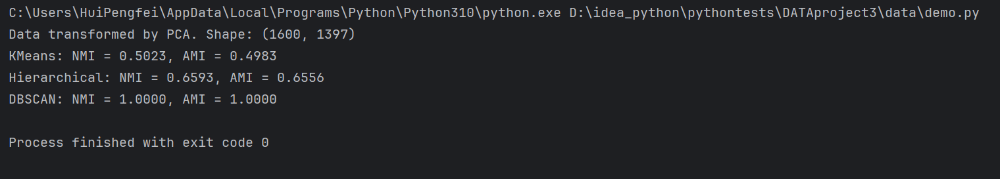 C:\Users\HuiPengfei\AppData\Local\Programs\Python\Python310\python.exe D:\idea_python\pythontests\DATAproject3\data\demo.py
Data transformed by PCA. Shape: (1600, 1397)
KMeans: NMI = 0.5023, AMI = 0.4983
Hierarchical: NMI = 0.6593, AMI = 0.6556
DBSCAN: NMI = 1.0000, AMI = 1.0000
Process finished with exit code 0